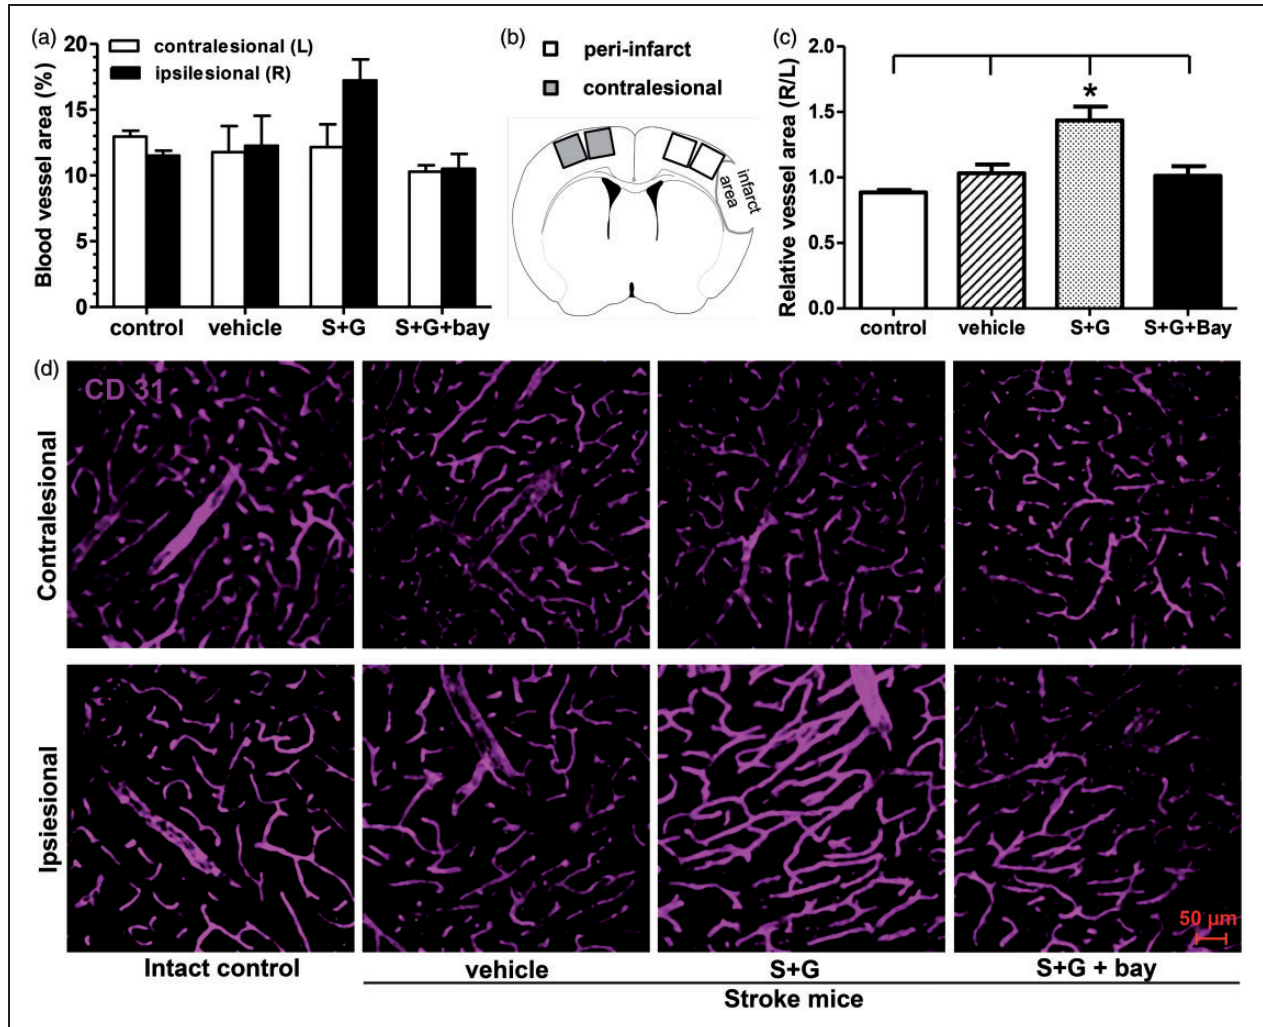 (a)
Blood vessel area (%)
20
15
10
5
0
contralesional (L)
ipsilesional (R)
control vehicle S+G S+G+bay
(b)
peri-infarct
contralesional
infarct
area
(c)
Relative vessel area (R/L)
2.0
1.5
1.0
0.5
0.0
*
control vehicle S+G S+G+Bay
(d)
CD 31
Contralesional
Ipsiesional
50 µm
Intact control vehicle S+G S+G + bay
Stroke mice